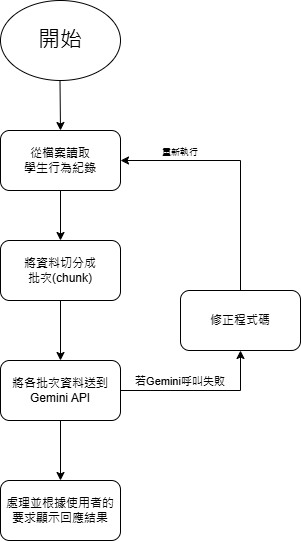 開始
從檔案讀取
學生行為紀錄
重新執行
將資料切分成
批次(chunk)
修正程式碼
將各批次資料送到
Gemini API
若Gemini呼叫失敗
處理並根據使用者的
要求顯示回應結果